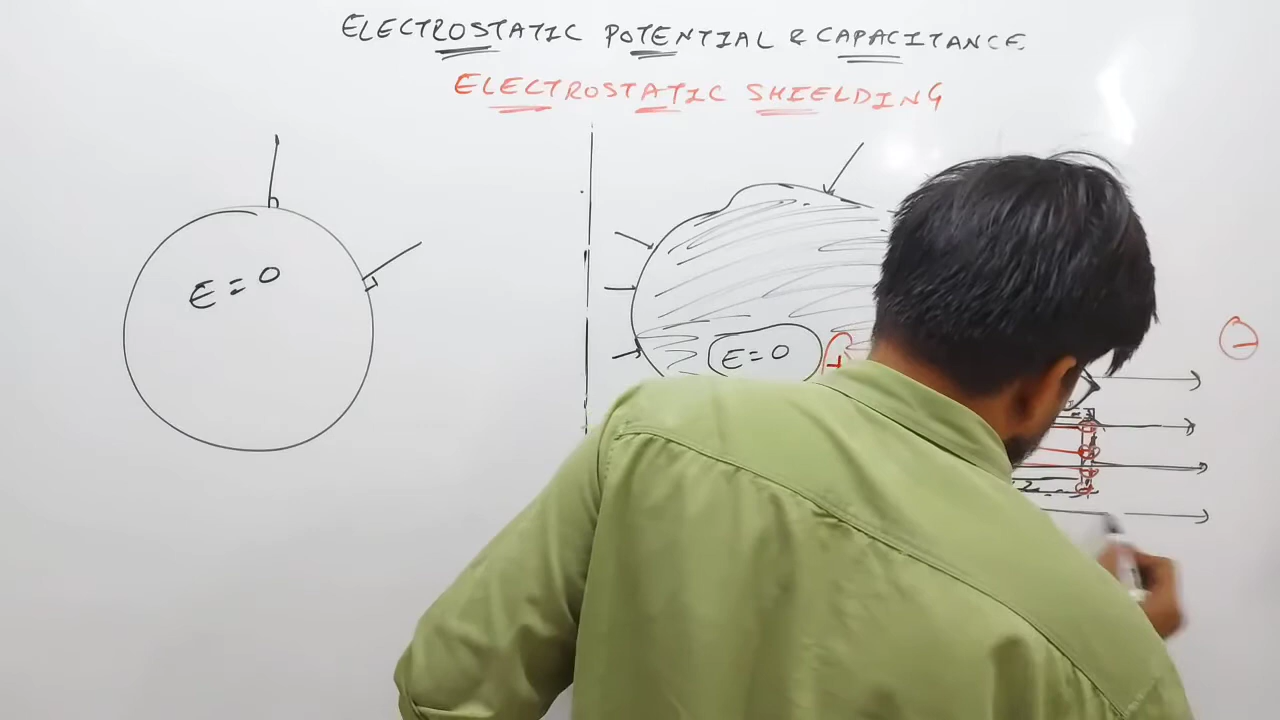 ELECTROSTATIC POTENTIAL & CAPACITANCE
ELECTROSTATIC SHIELDING
E = 0
E = 0
+
-